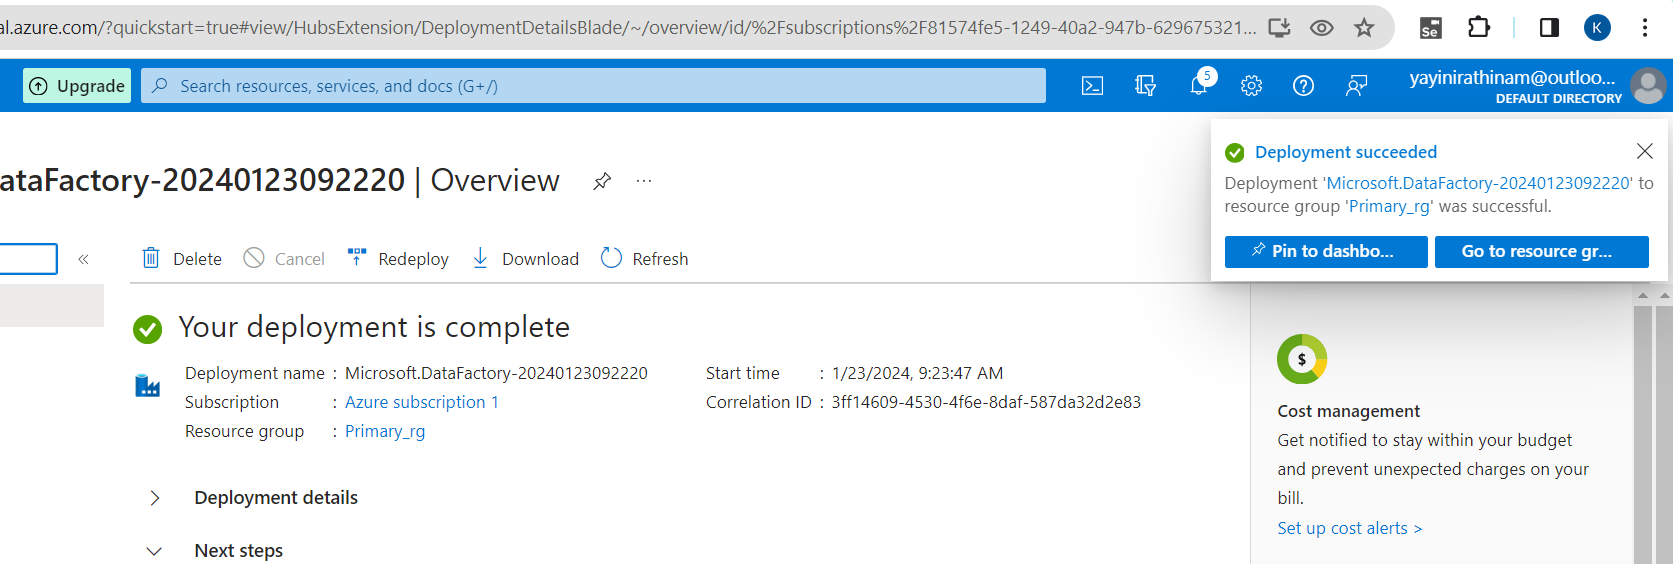 al.azure.com/?quickstart=true#view/HubsExtension/DeploymentDetailsBlade/~/overview/id/%2Fsubscriptions%2F81574fe5-1249-40a2-947b-629675321...
Se
K
Upgrade
Search resources, services, and docs (G+/)
5
yayinirathinam@outloo...
DEFAULT DIRECTORY
Deployment succeeded
Deployment 'Microsoft.DataFactory-20240123092220' to
resource group 'Primary_rg' was successful.
Pin to dashbo...
Go to resource gr...
ataFactory-20240123092220 | Overview
...
«
Delete
Cancel
Redeploy
Download
Refresh
Your deployment is complete
Deployment name : Microsoft.DataFactory-20240123092220
Subscription : Azure subscription 1
Resource group : Primary_rg
Start time : 1/23/2024, 9:23:47 AM
Correlation ID : 3ff14609-4530-4f6e-8daf-587da32d2e83
Deployment details
Next steps
$
Cost management
Get notified to stay within your budget
and prevent unexpected charges on your
bill.
Set up cost alerts >